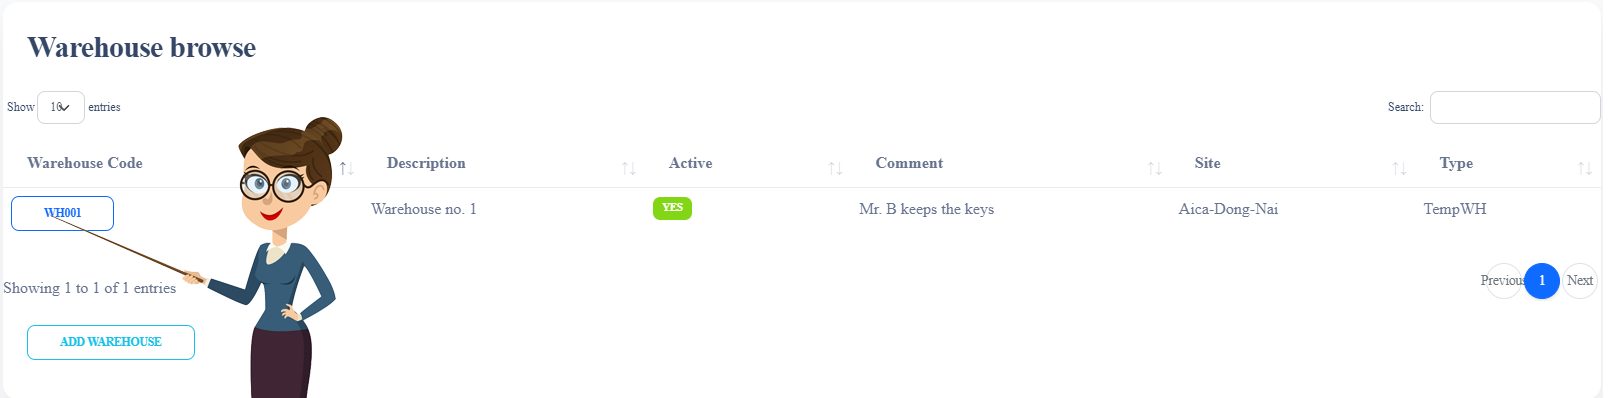 Warehouse browse
Show 10 entries
Search:
Warehouse Code Description Active Comment Site Type
WH001 Warehouse no. 1 YES Mr. B keeps the keys Aica-Dong-Nai TempWH
Showing 1 to 1 of 1 entries
Previous 1 Next
ADD WAREHOUSE